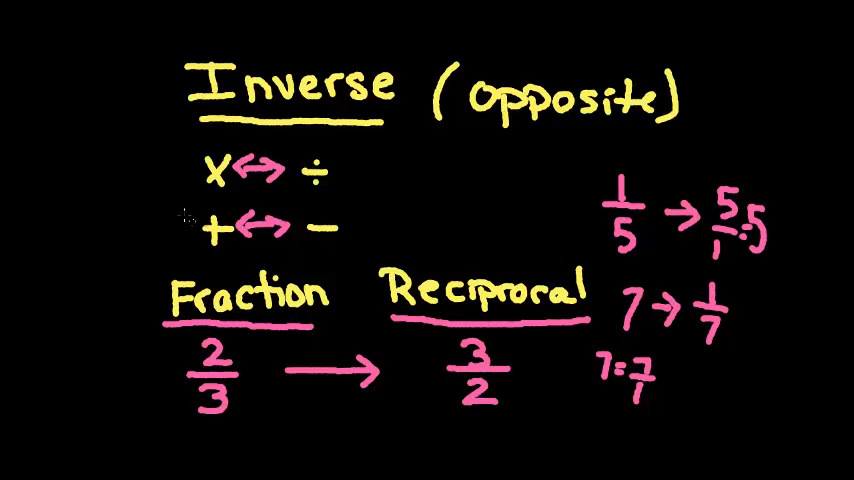 Inverse (opposite)
x ↔ ÷
+ ↔ −
1/5 → 5/1 = 5
Fraction Reciprocal
7 → 1/7
2/3 → 3/2
7 = 7/1